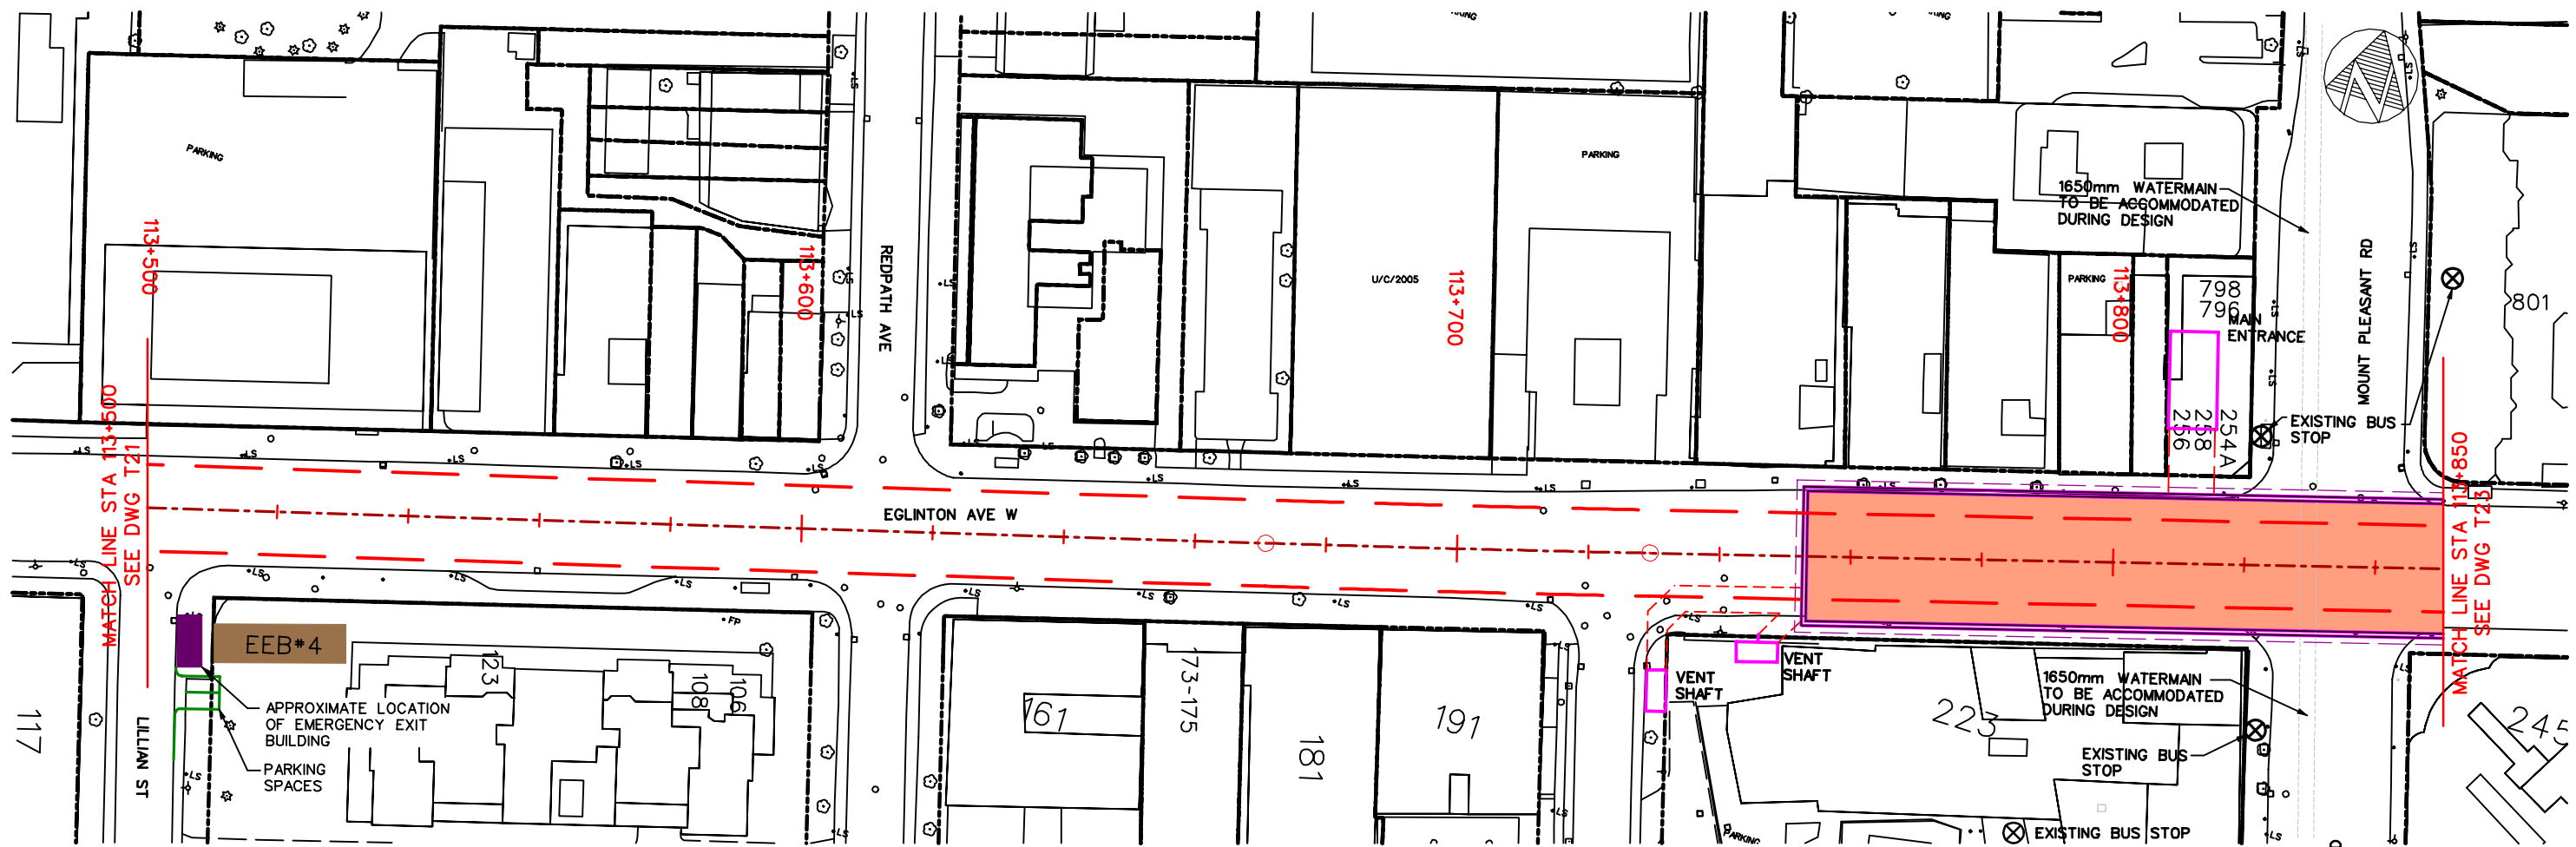 PARKING
PARKING
PARKING
113+500
113+600
113+700
113+800
REDPATH AVE
U/C/2005
1650mm WATERMAIN
TO BE ACCOMMODATED
DURING DESIGN
MOUNT PLEASANT RD
798
796
MAIN
ENTRANCE
801
256
258
254A
EXISTING BUS
STOP
MATCH LINE STA 113+500
SEE DWG T21
EGLINTON AVE W
MATCH LINE STA 113+850
SEE DWG T23
EEB#4
APPROXIMATE LOCATION
OF EMERGENCY EXIT
BUILDING
PARKING
SPACES
LILLIAN ST
117
123
108
106
FP
161
173-175
181
191
VENT
SHAFT
VENT
SHAFT
223
1650mm WATERMAIN
TO BE ACCOMMODATED
DURING DESIGN
EXISTING BUS
STOP
EXISTING BUS STOP
PARKING
245
LS